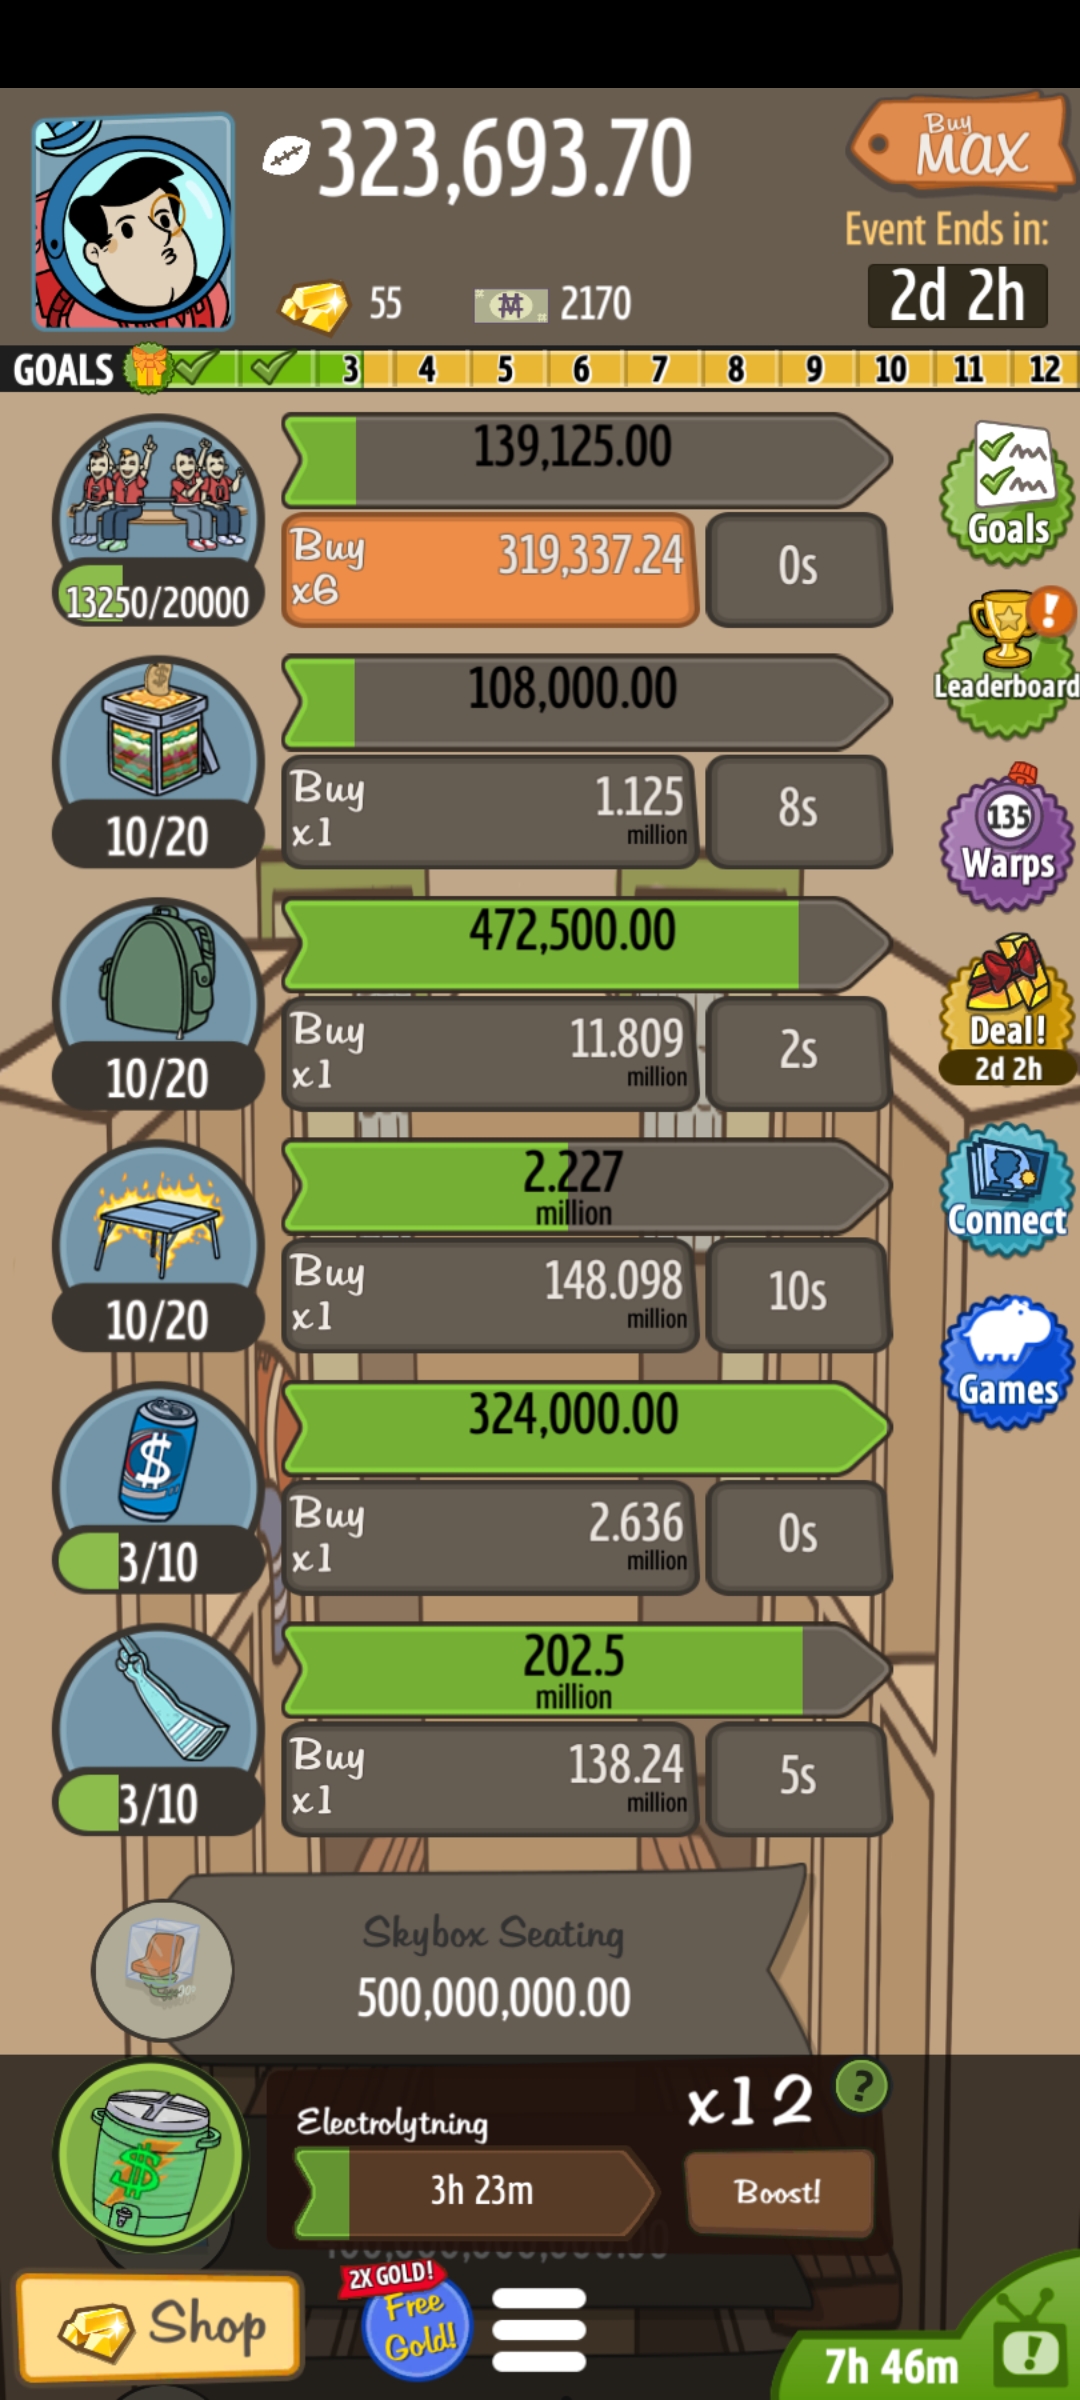 323,693.70
Buy
MAX
Event Ends in:
55
2170
2d 2h
GOALS 3 4 5 6 7 8 9 10 11 12
139,125.00
Buy
x6
319,337.24
0s
13250/20000
Goals
108,000.00
Leaderboard
Buy
x1
1.125
million
8s
10/20
135
Warps
472,500.00
Buy
x1
11.809
million
2s
10/20
Deal!
2d 2h
2.227
million
Buy
x1
148.098
million
10s
10/20
Connect
324,000.00
Games
Buy
x1
2.636
million
0s
3/10
202.5
million
Buy
x1
138.24
million
5s
3/10
Skybox Seating
500,000,000.00
Electrolytning
x12
?
3h 23m
Boost!
Shop
2X GOLD!
Free
Gold!
7h 46m